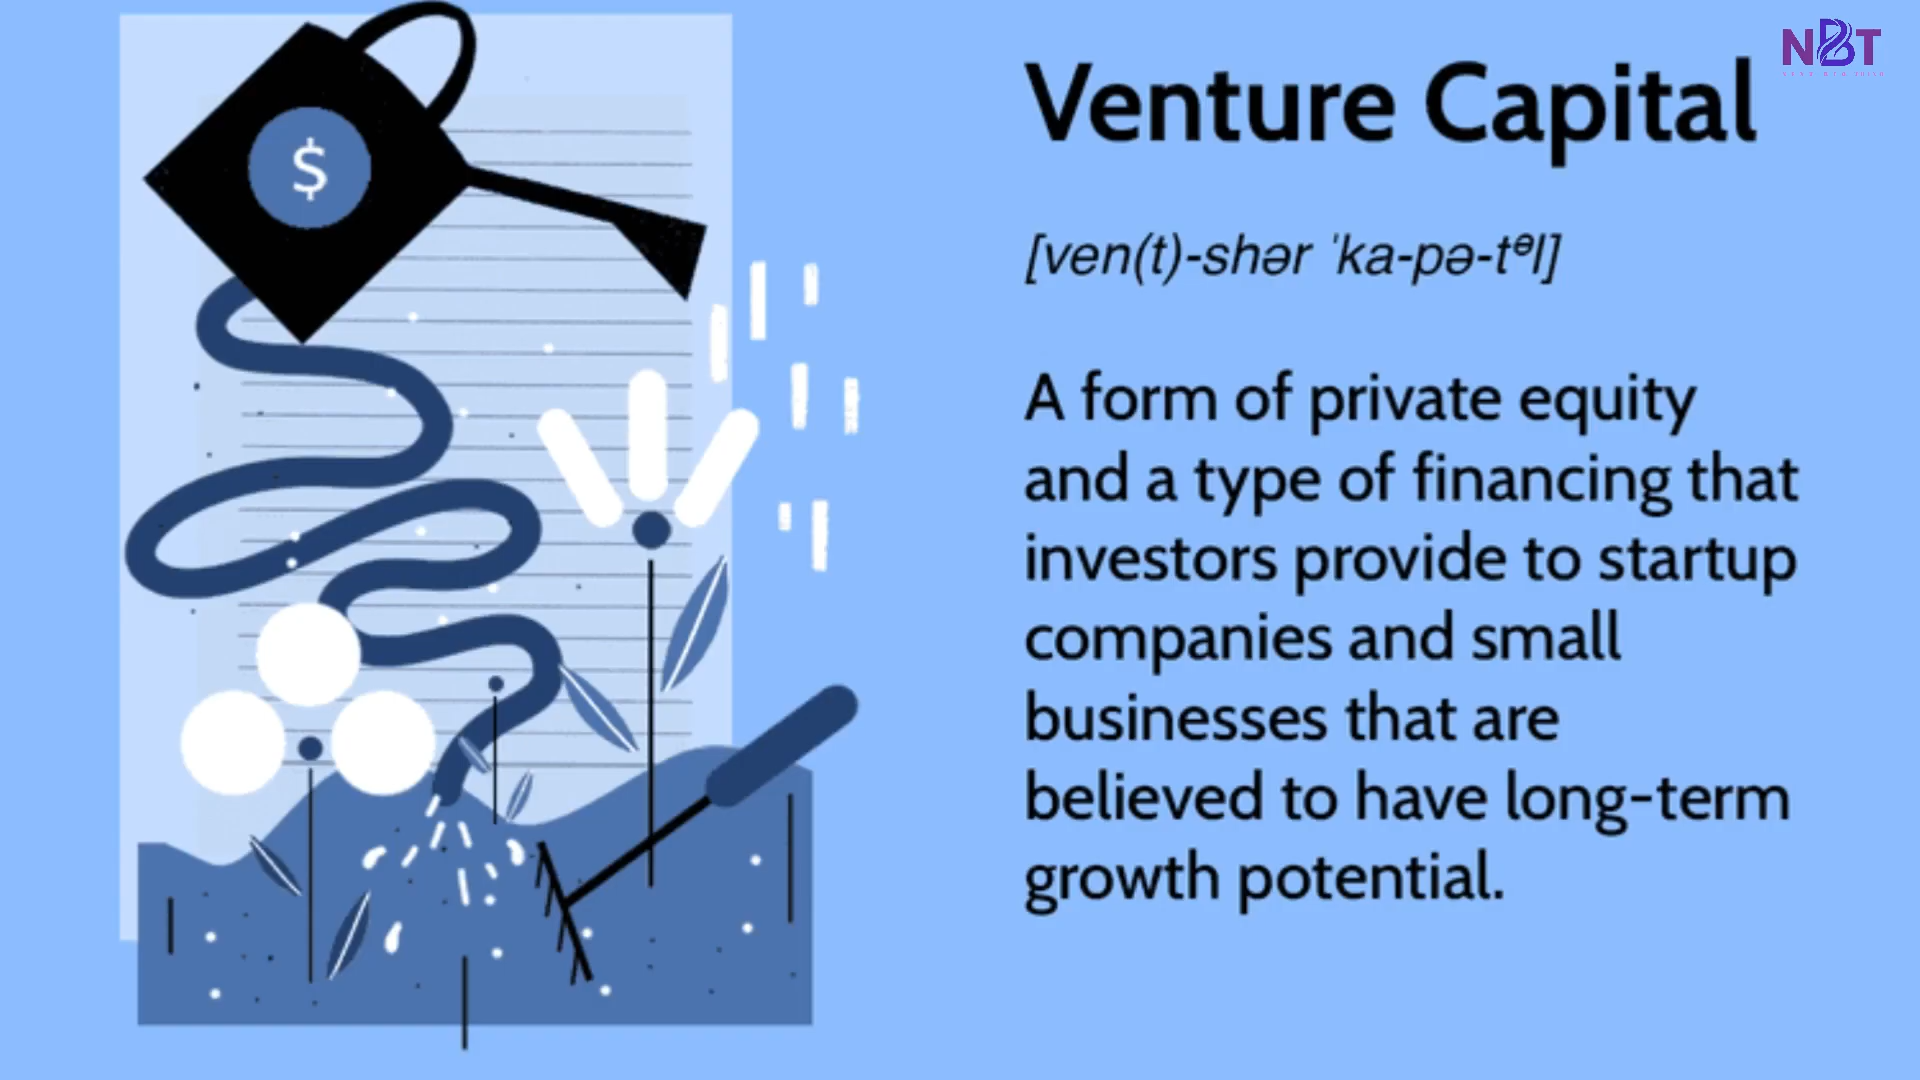 NBT
Venture Capital
[ven(t)-shər ˈka-pə-tᵊl]
A form of private equity
and a type of financing that
investors provide to startup
companies and small
businesses that are
believed to have long-term
growth potential.
$